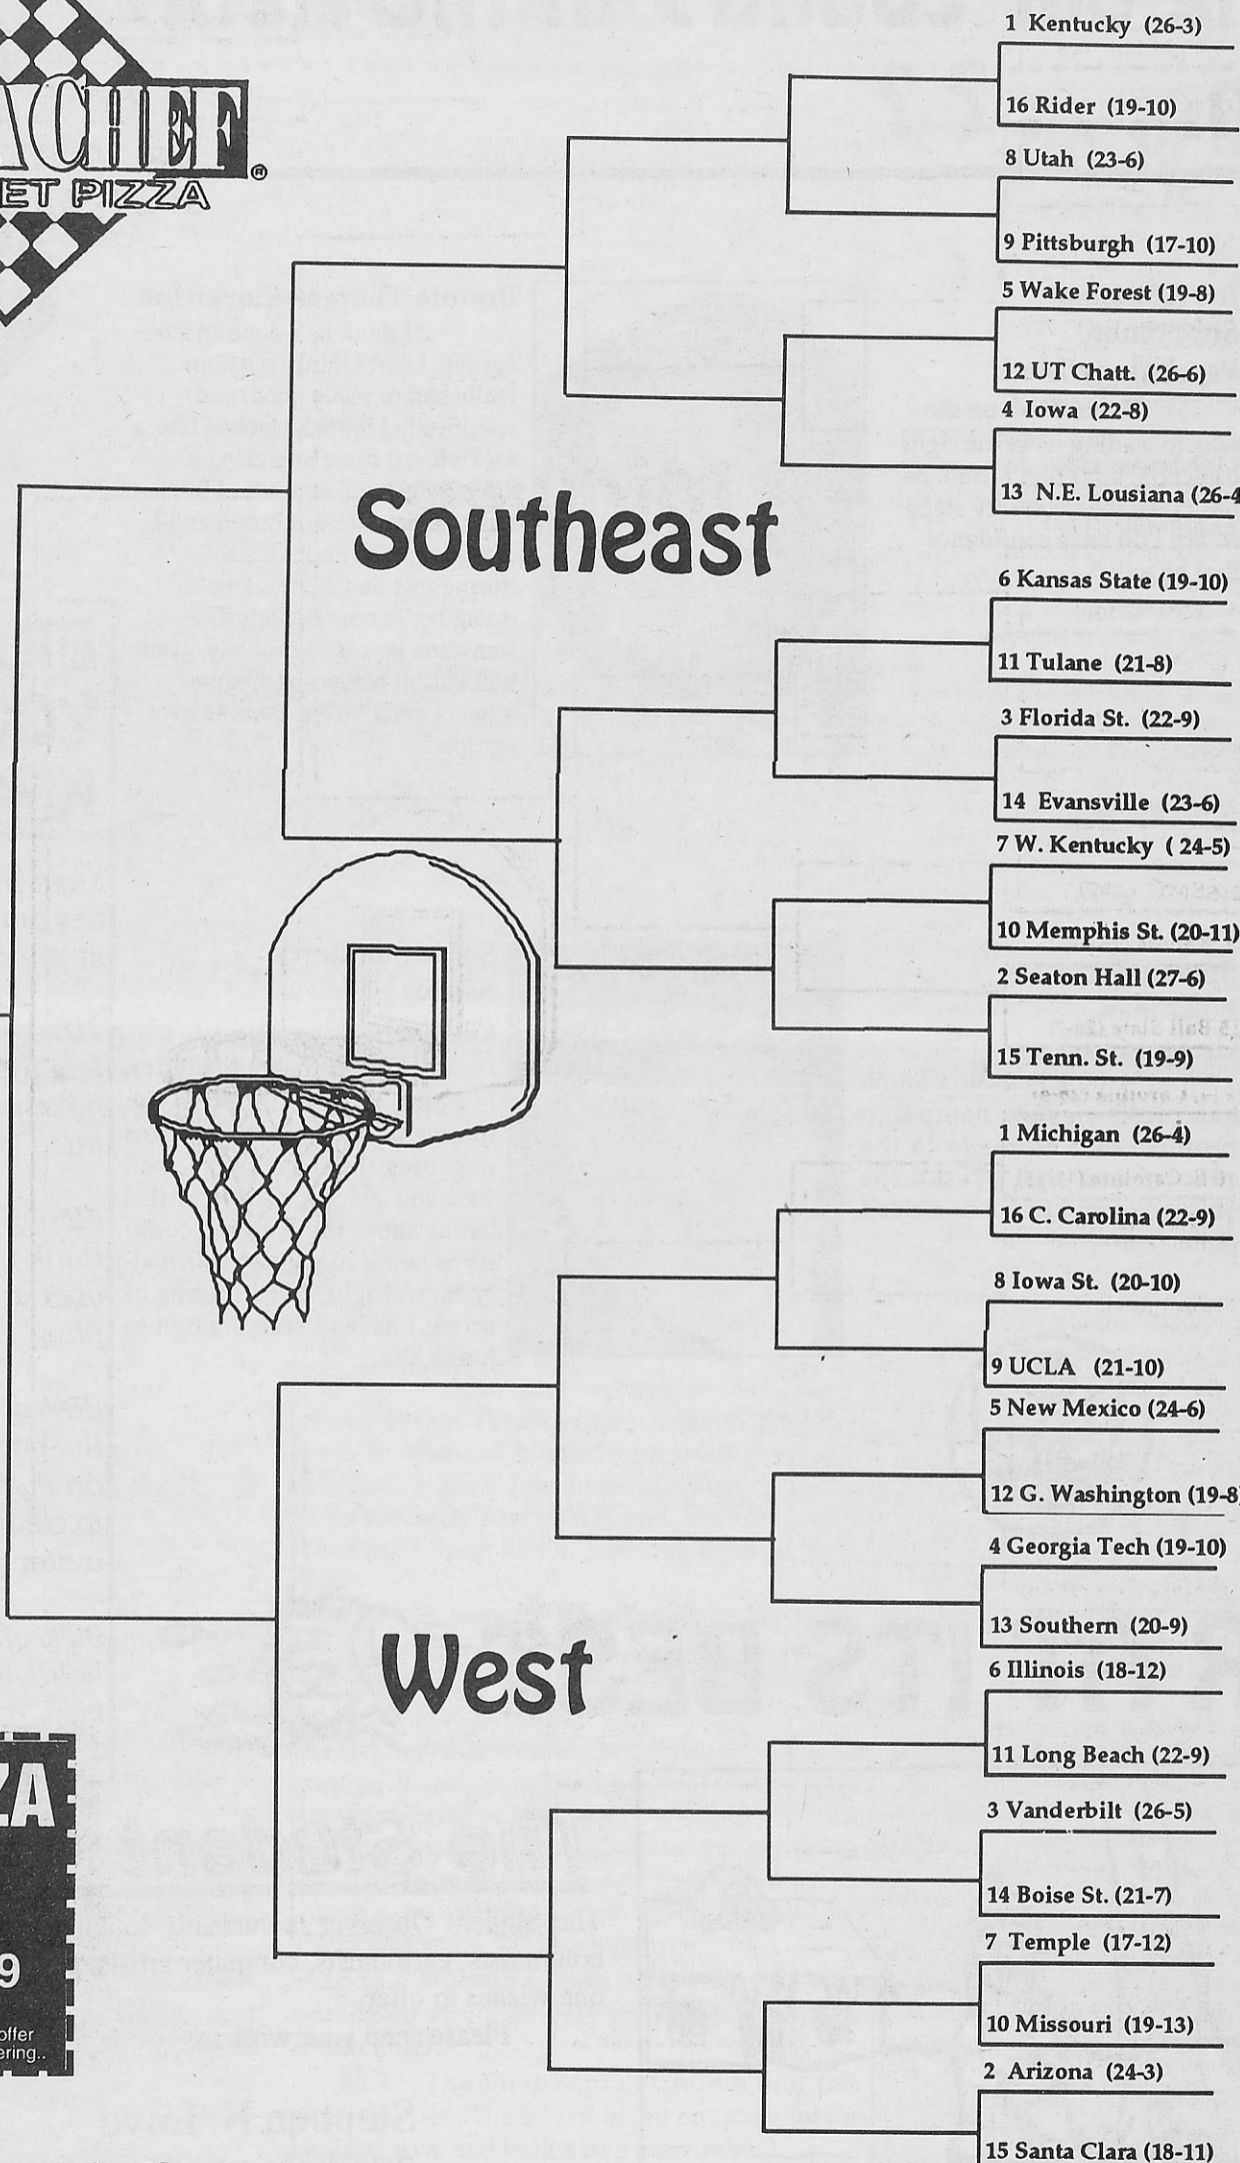 ACHEF®
ET PIZZA
1 Kentucky (26-3)
16 Rider (19-10)
8 Utah (23-6)
9 Pittsburgh (17-10)
5 Wake Forest (19-8)
12 UT Chatt. (26-6)
4 Iowa (22-8)
13 N.E. Lousiana (26-4
Southeast
6 Kansas State (19-10)
11 Tulane (21-8)
3 Florida St. (22-9)
14 Evansville (23-6)
7 W. Kentucky ( 24-5)
10 Memphis St. (20-11)
2 Seaton Hall (27-6)
15 Tenn. St. (19-9)
1 Michigan (26-4)
16 C. Carolina (22-9)
8 Iowa St. (20-10)
9 UCLA (21-10)
5 New Mexico (24-6)
12 G. Washington (19-8)
4 Georgia Tech (19-10)
13 Southern (20-9)
West
6 Illinois (18-12)
11 Long Beach (22-9)
3 Vanderbilt (26-5)
14 Boise St. (21-7)
7 Temple (17-12)
10 Missouri (19-13)
2 Arizona (24-3)
15 Santa Clara (18-11)
ZA
9
offer
ering..